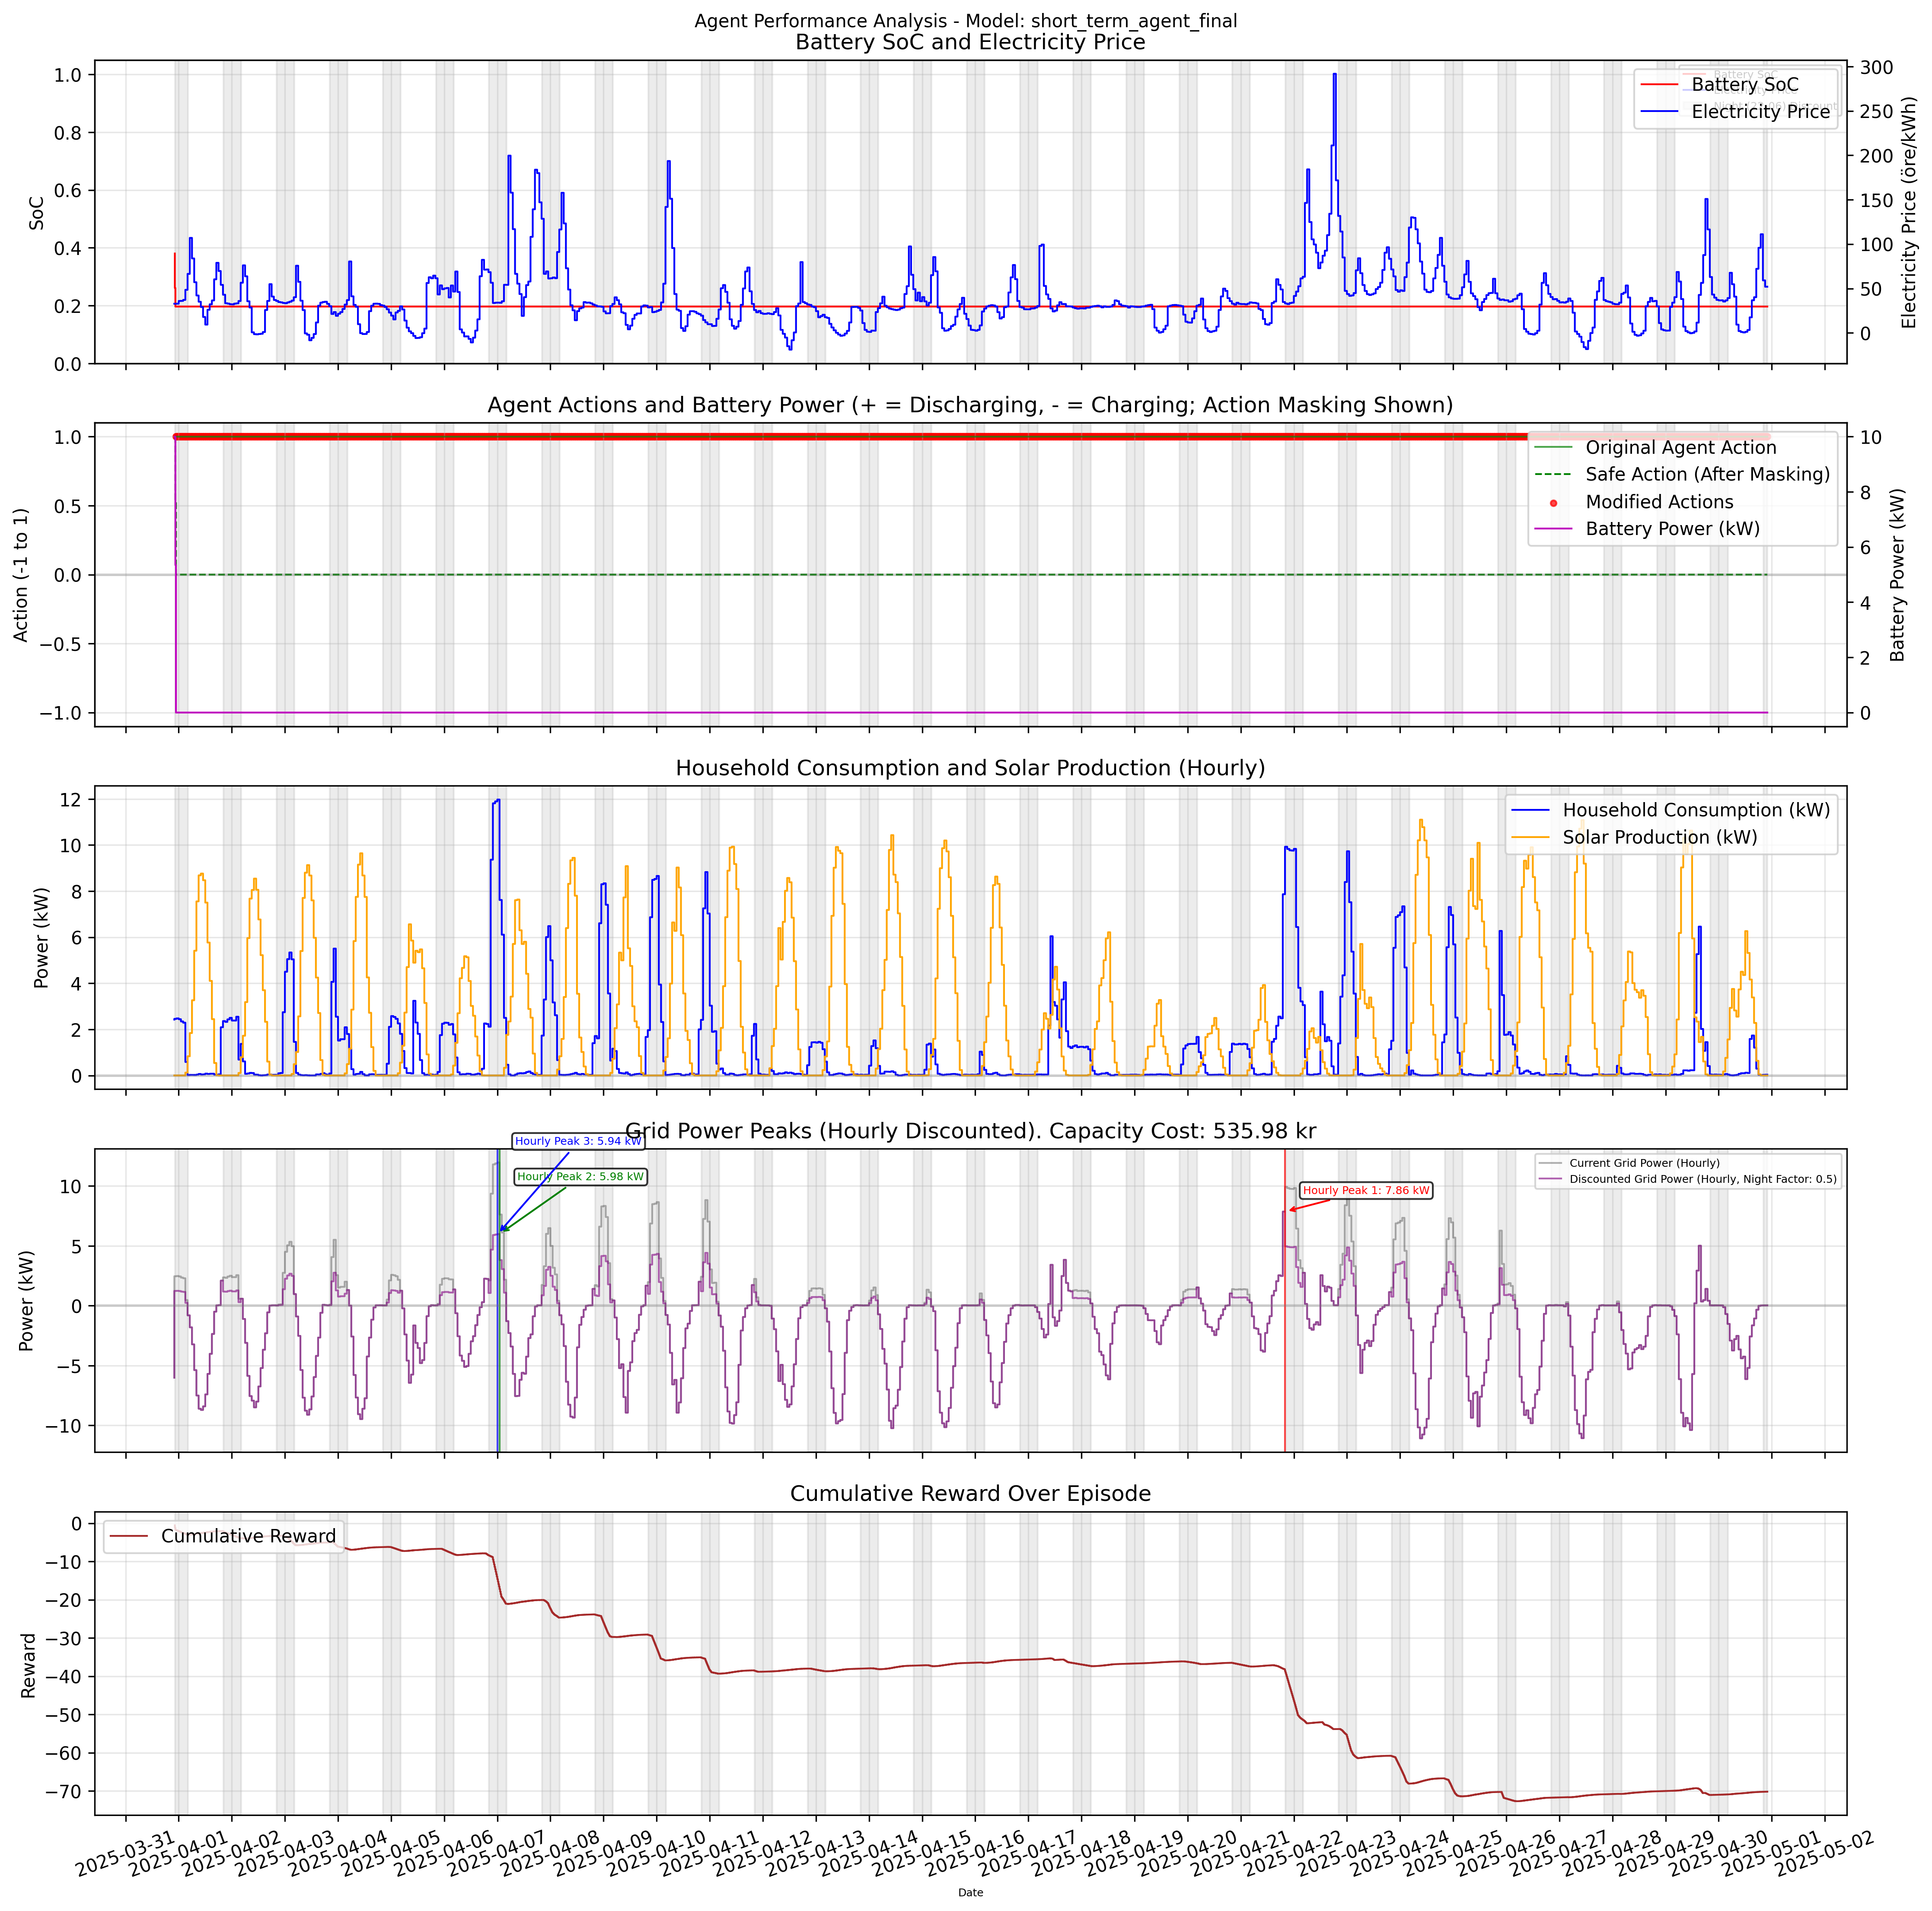 Agent Performance Analysis - Model: short_term_agent_final
Battery SoC and Electricity Price
1.0
0.8
0.6
0.4
0.2
0.0
SoC
300
250
200
150
100
50
0
Electricity Price (öre/kWh)
Battery SoC
Electricity Price
Agent Actions and Battery Power (+ = Discharging, - = Charging; Action Masking Shown)
1.0
0.5
0.0
−0.5
−1.0
Action (-1 to 1)
10
8
6
4
2
0
Battery Power (kW)
Original Agent Action
Safe Action (After Masking)
Modified Actions
Battery Power (kW)
Household Consumption and Solar Production (Hourly)
12
10
8
6
4
2
0
Power (kW)
Household Consumption (kW)
Solar Production (kW)
Grid Power Peaks (Hourly Discounted). Capacity Cost: 535.98 kr
Hourly Peak 3: 5.94 kW
Hourly Peak 2: 5.98 kW
Hourly Peak 1: 7.86 kW
10
5
0
−5
−10
Power (kW)
Current Grid Power (Hourly)
Discounted Grid Power (Hourly, Night Factor: 0.5)
Cumulative Reward Over Episode
0
−10
−20
−30
−40
−50
−60
−70
Reward
Cumulative Reward
2025-03-31
2025-04-01
2025-04-02
2025-04-03
2025-04-04
2025-04-05
2025-04-06
2025-04-07
2025-04-08
2025-04-09
2025-04-10
2025-04-11
2025-04-12
2025-04-13
2025-04-14
2025-04-15
2025-04-16
2025-04-17
2025-04-18
2025-04-19
2025-04-20
2025-04-21
2025-04-22
2025-04-23
2025-04-24
2025-04-25
2025-04-26
2025-04-27
2025-04-28
2025-04-29
2025-04-30
2025-05-01
2025-05-02
Date